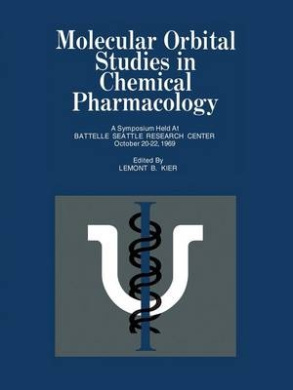 Molecular Orbital
Studies in
Chemical
Pharmacology
A Symposium Held At
BATTELLE SEATTLE RESEARCH CENTER
October 20-22, 1969
Edited By
LEMONT B. KIER